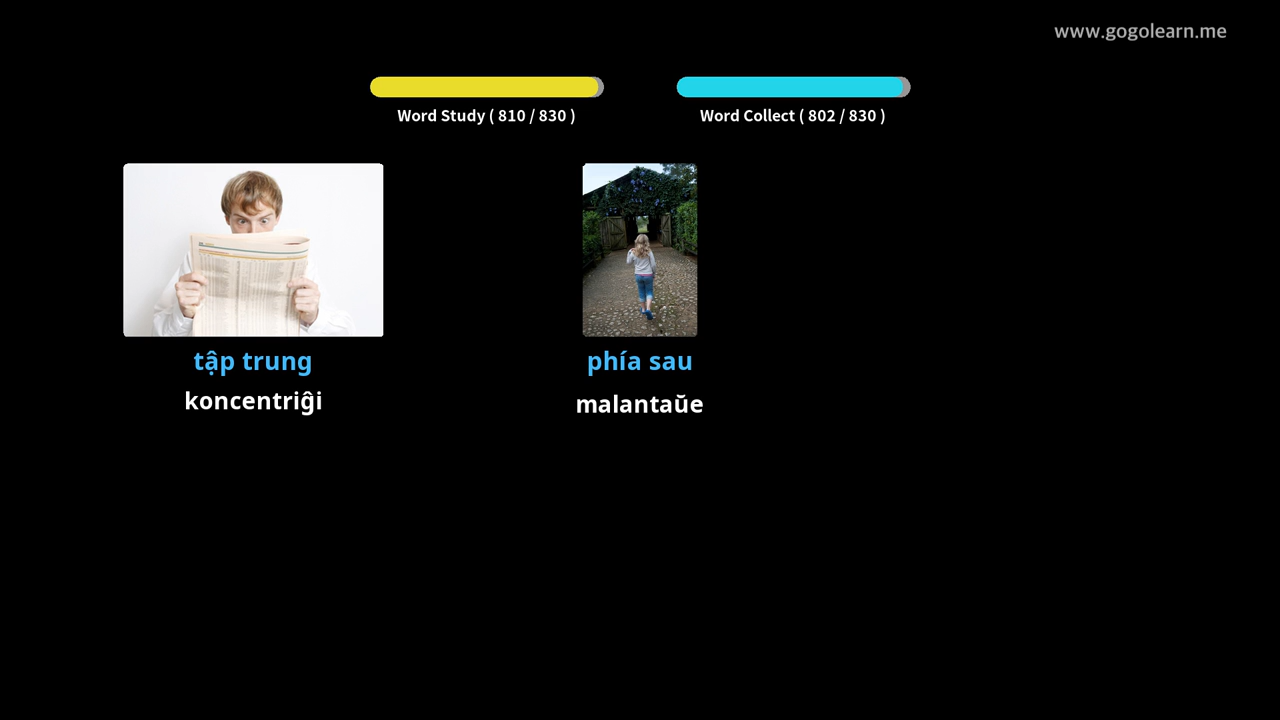 www.gogolearn.me
Word Study ( 810 / 830 )
Word Collect ( 802 / 830 )
tập trung
koncentriĝi
phía sau
malantaŭe